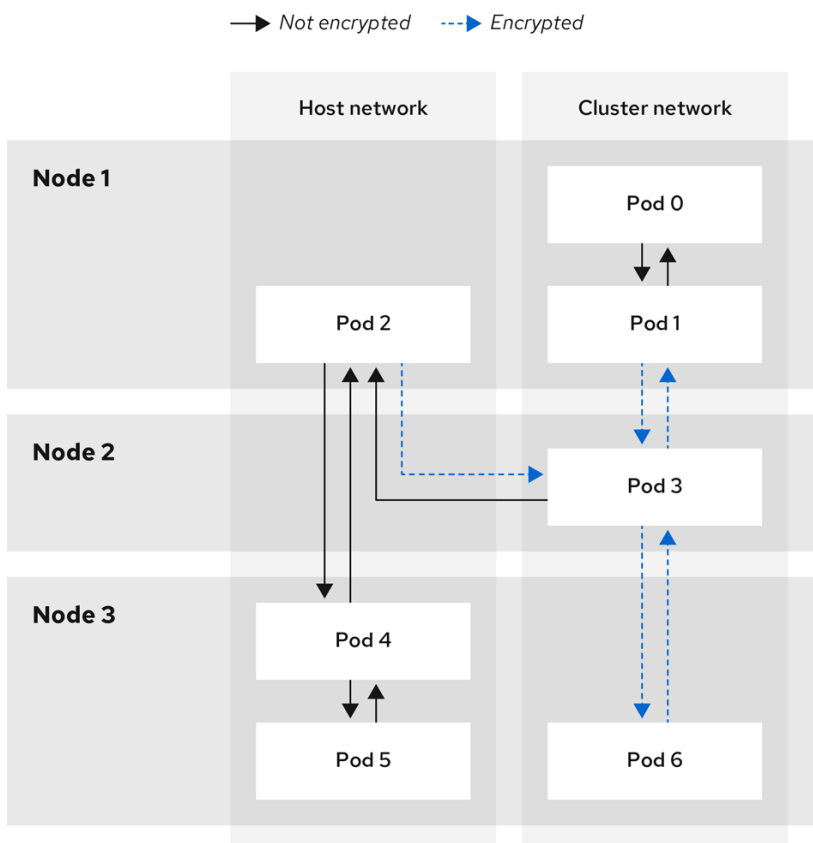 Not encrypted
Encrypted
Host network
Cluster network
Node 1
Pod 0
Pod 2
Pod 1
Node 2
Pod 3
Node 3
Pod 4
Pod 5
Pod 6